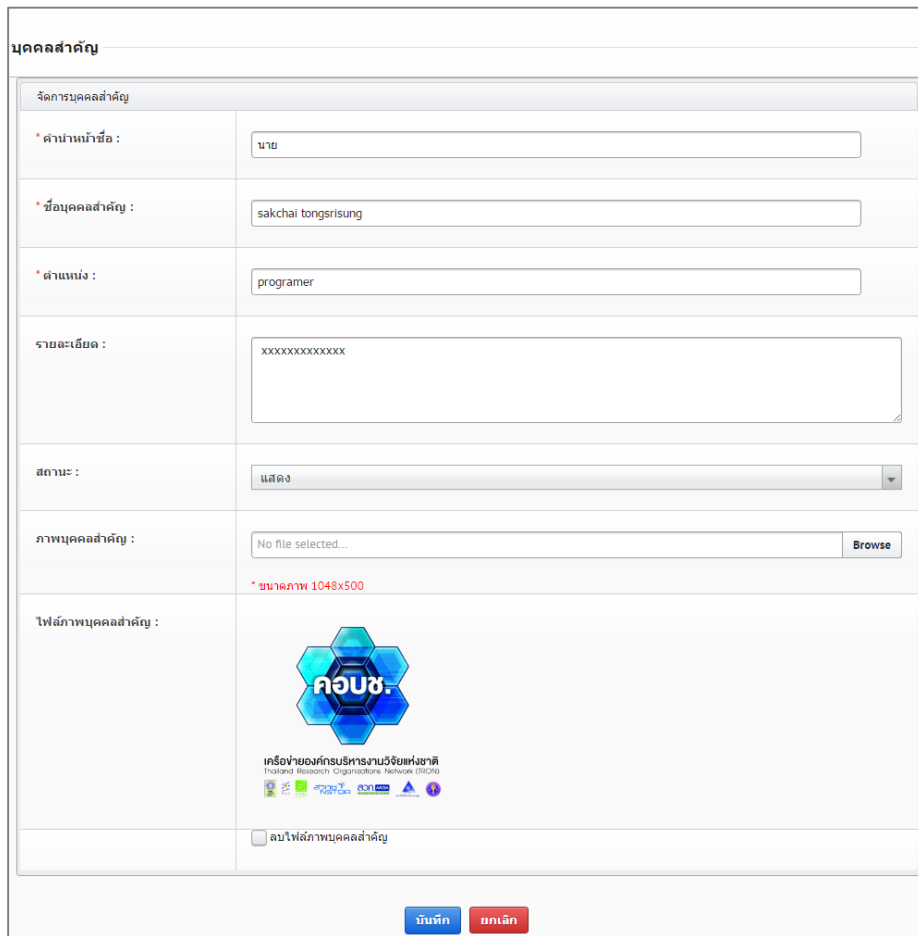 บุคคลสำคัญ
จัดการบุคคลสำคัญ
* คำนำหน้าชื่อ :
นาย
* ชื่อบุคคลสำคัญ :
sakchai tongsrisung
* ตำแหน่ง :
programer
รายละเอียด :
xxxxxxxxxxxxx
สถานะ :
แสดง
ภาพบุคคลสำคัญ :
No file selected...
Browse
* ขนาดภาพ 1048x500
ไฟล์ภาพบุคคลสำคัญ :
คอบช.
เครือข่ายองค์กรบริหารงานวิจัยแห่งชาติ
Thailand Research Organizations Network (TRON)
ลบไฟล์ภาพบุคคลสำคัญ
บันทึก
ยกเลิก